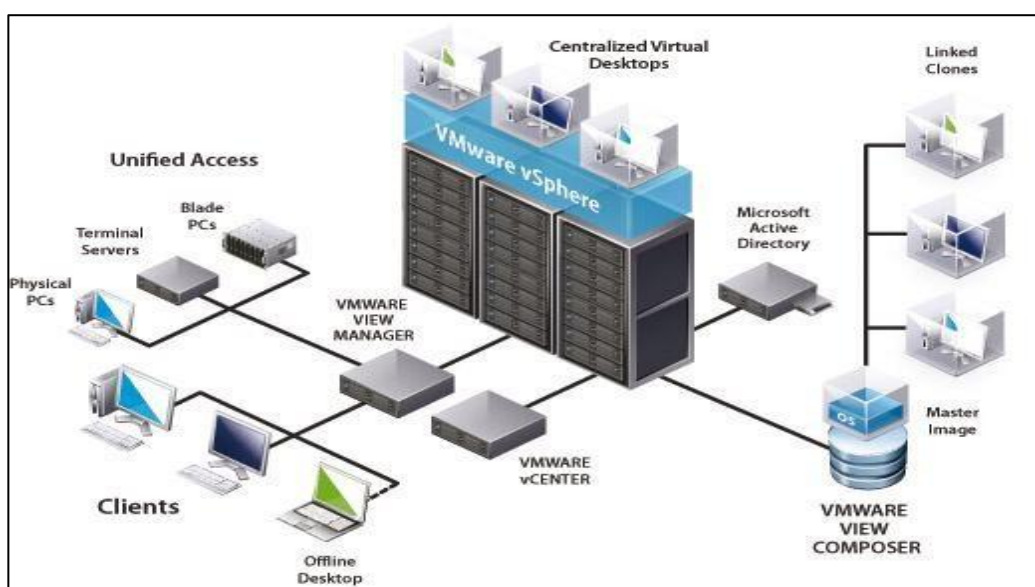 Centralized Virtual
Desktops
Linked
Clones
VMware vSphere
Unified Access
Blade
PCs
Terminal
Servers
Physical
PCs
Microsoft
Active
Directory
VMWARE
VIEW
MANAGER
OS
Master
Image
VMWARE
vCENTER
Clients
Offline
Desktop
VMWARE
VIEW
COMPOSER